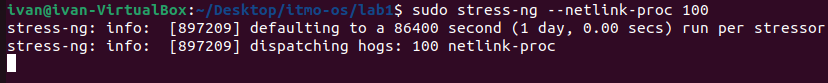 ivan@ivan-VirtualBox:~/Desktop/itmo-os/lab1$ sudo stress-ng --netlink-proc 100
stress-ng: info:  [897209] defaulting to a 86400 second (1 day, 0.00 secs) run per stressor
stress-ng: info:  [897209] dispatching hogs: 100 netlink-proc